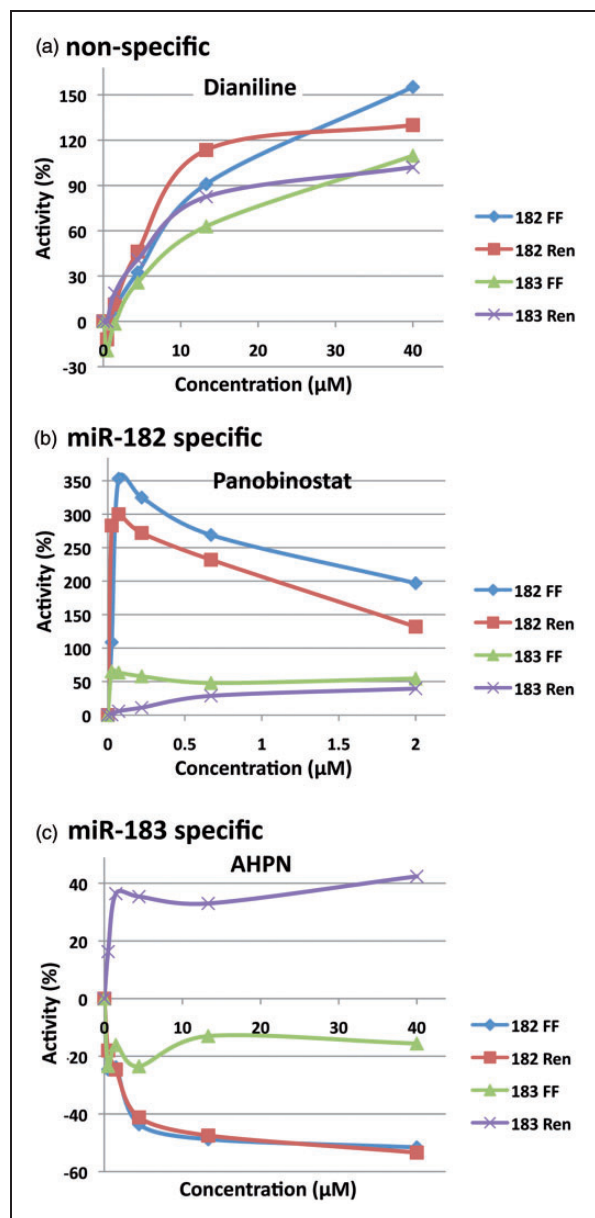 (a) non-specific
Dianiline
150
120
90
60
30
0
-30
Activity (%)
0 10 20 30 40
Concentration (µM)
182 FF
182 Ren
183 FF
183 Ren
(b) miR-182 specific
Panobinostat
350
300
250
200
150
100
50
0
Activity (%)
0 0.5 1 1.5 2
Concentration (µM)
182 FF
182 Ren
183 FF
183 Ren
(c) miR-183 specific
AHPN
40
20
0
-20
-40
-60
Activity (%)
0 10 20 30 40
Concentration (µM)
182 FF
182 Ren
183 FF
183 Ren